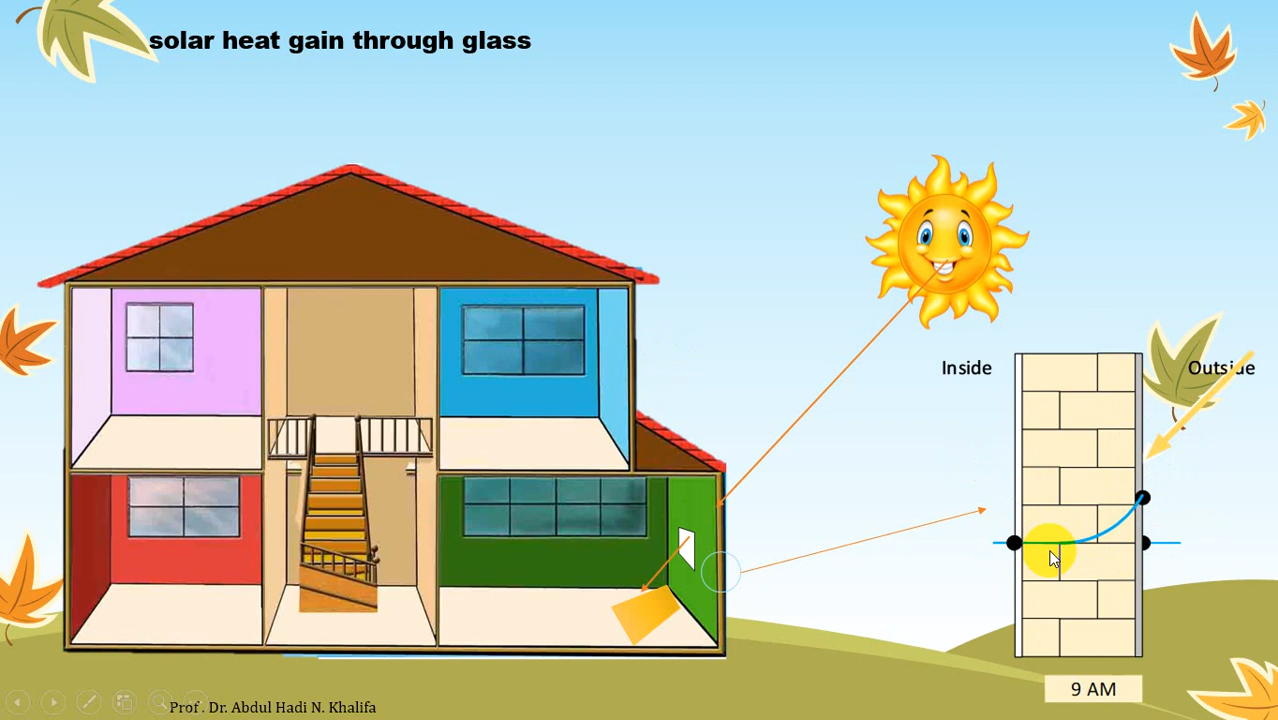 solar heat gain through glass
Inside
Outside
9 AM
Prof . Dr. Abdul Hadi N. Khalifa